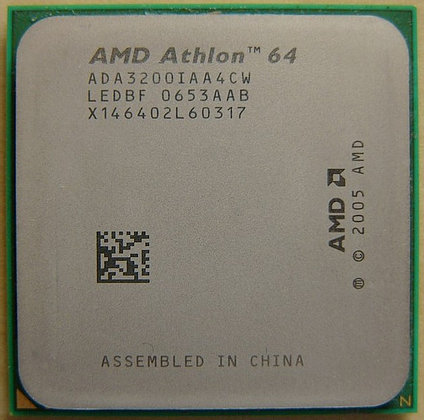 AMD Athlon™ 64
ADA3200IAA4CW
LEDBF 0653AAB
X146402L60317
AMD
Ⓜ © 2005 AMD
ASSEMBLED IN CHINA
N